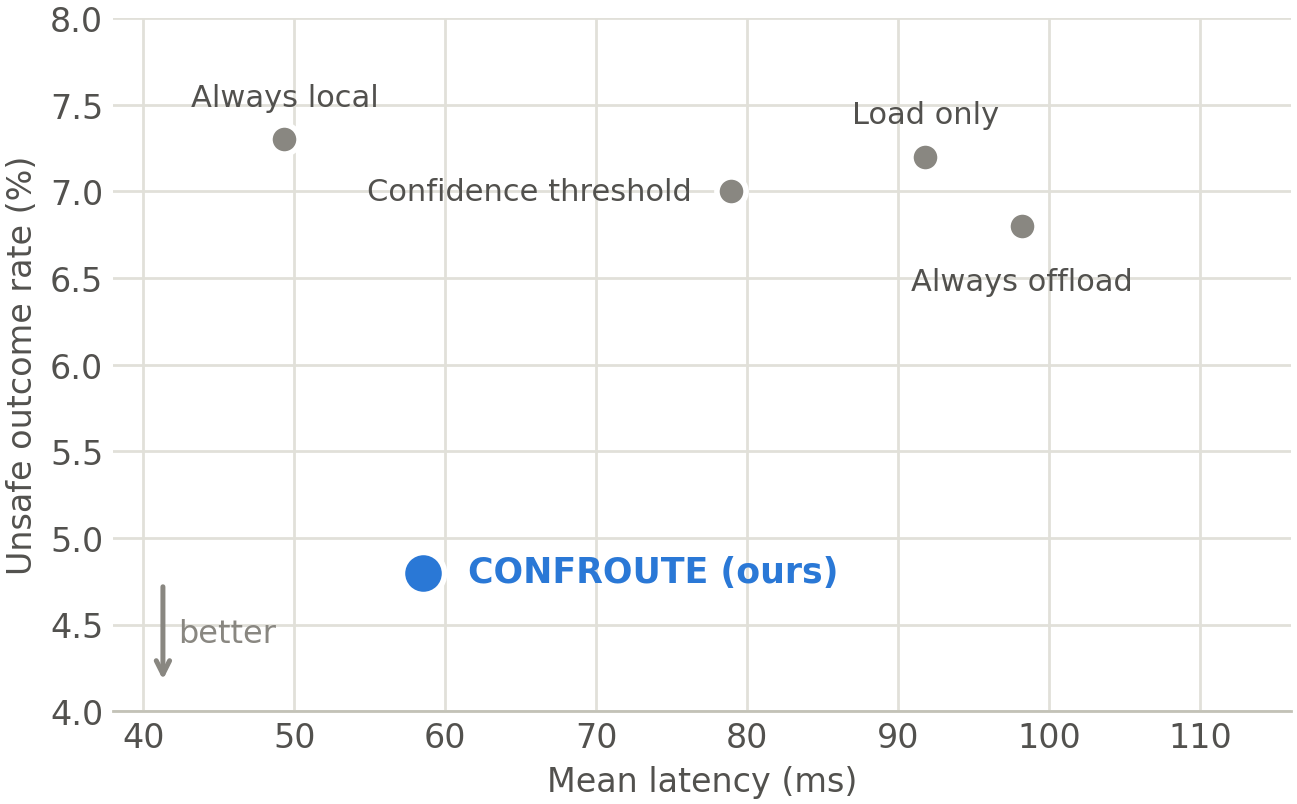 8.0
7.5
7.0
6.5
6.0
5.5
5.0
4.5
4.0
Unsafe outcome rate (%)
Always local
Load only
Confidence threshold
Always offload
CONFROUTE (ours)
better
40 50 60 70 80 90 100 110
Mean latency (ms)